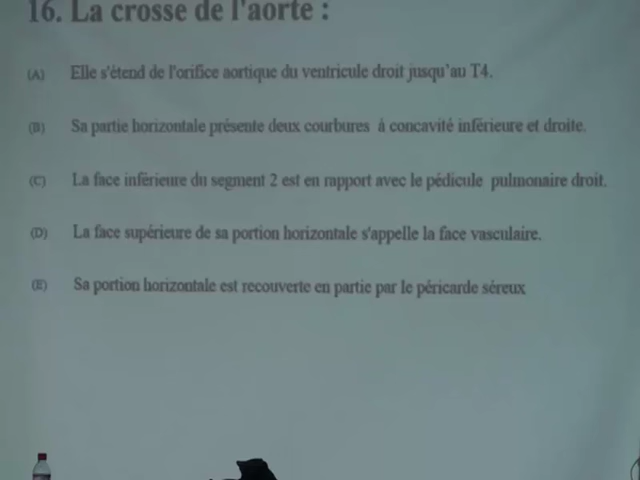 16. La crosse de l'aorte :
(A) Elle s'étend de l'orifice aortique du ventricule droit jusqu'au T4.
(B) Sa partie horizontale présente deux courbures à concavité inférieure et droite.
(C) La face inférieure du segment 2 est en rapport avec le pédicule pulmonaire droit.
(D) La face supérieure de sa portion horizontale s'appelle la face vasculaire.
(E) Sa portion horizontale est recouverte en partie par le péricarde séreux